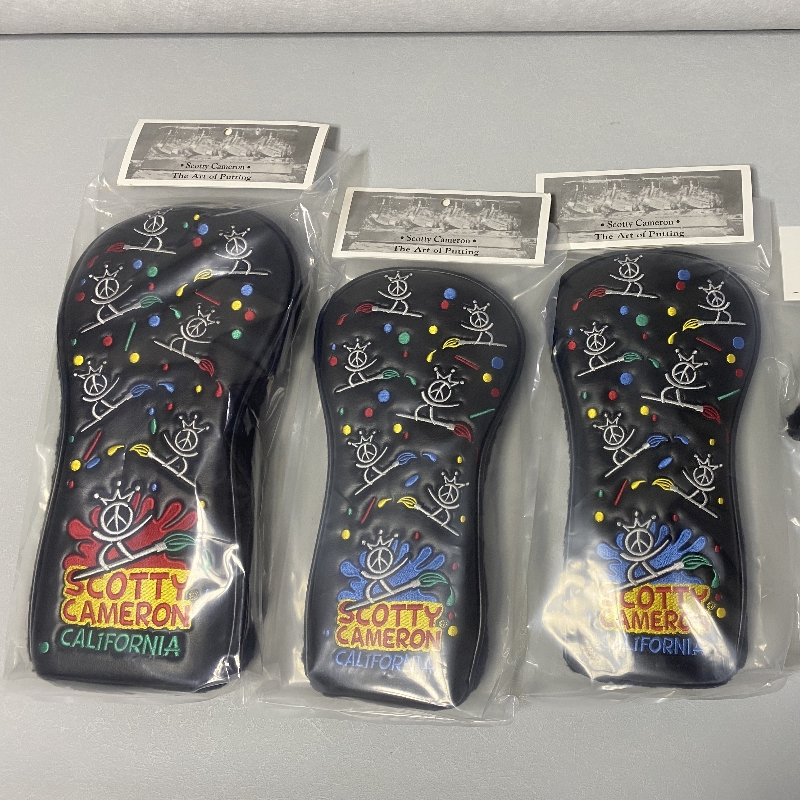 • Scotty Cameron •
The Art of Putting
• Scotty Cameron •
The Art of Putting
• Scotty Cameron •
The Art of Putting
SCOTTY
CAMERON
CALiFORNIA
SCOTTY
CAMERON
CALiFORNIA
SCOTTY
CAMERON
CALiFORNIA